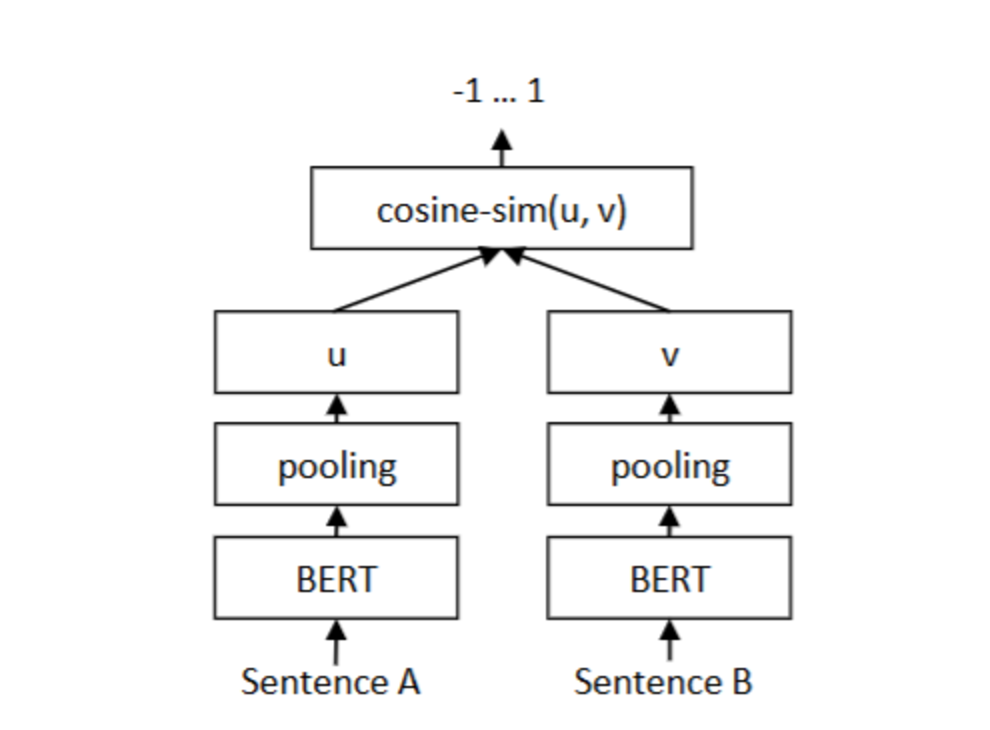 -1 ... 1
cosine-sim(u, v)
u
v
pooling
pooling
BERT
BERT
Sentence A
Sentence B